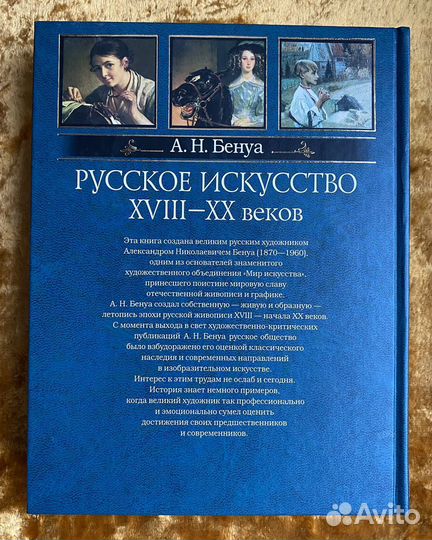 А. Н. Бенуа
РУССКОЕ ИСКУССТВО
XVIII—XX веков
Эта книга создана великим русским художником
Александром Николаевичем Бенуа (1870—1960),
одним из основателей знаменитого
художественного объединения «Мир искусства»,
принесшего поистине мировую славу
отечественной живописи и графике.
А. Н. Бенуа создал собственную — живую и образную —
летопись эпохи русской живописи XVIII — начала XX веков.
С момента выхода в свет художественно-критических
публикаций А. Н. Бенуа русское общество
было взбудоражено его оценкой классического
наследия и современных направлений
в изобразительном искусстве.
Интерес к этим трудам не ослаб и сегодня.
История знает немного примеров,
когда великий художник так профессионально
и эмоционально сумел оценить
достижения своих предшественников
и современников.
Avito